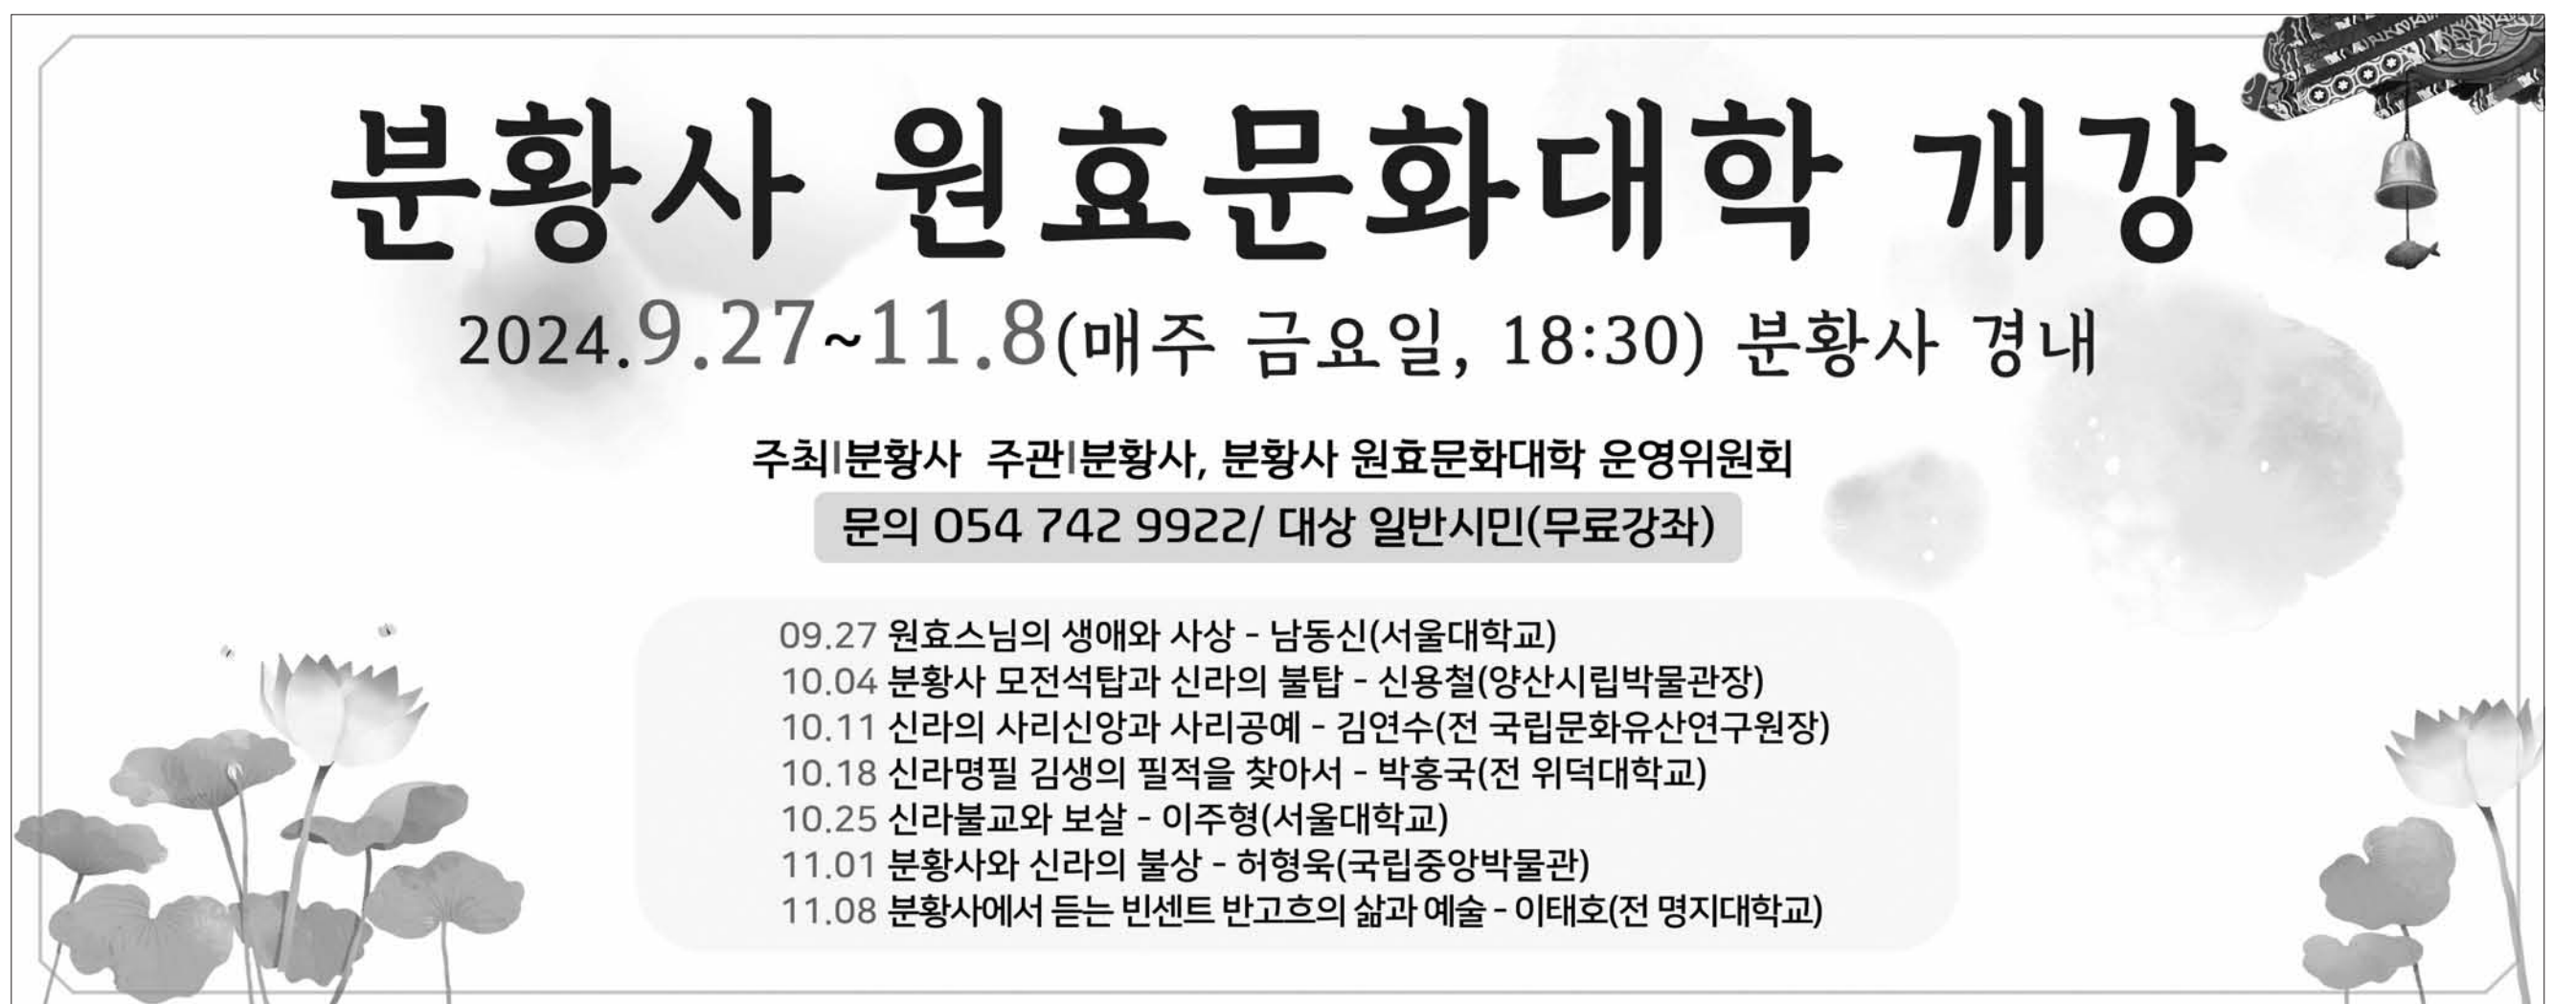 분황사 원효문화대학 개강
2024.9.27~11.8(매주 금요일, 18:30) 분황사 경내
주최|분황사 주관|분황사, 분황사 원효문화대학 운영위원회
문의 054 742 9922/ 대상 일반시민(무료강좌)
09.27 원효스님의 생애와 사상 - 남동신(서울대학교)
10.04 분황사 모전석탑과 신라의 불탑 - 신용철(양산시립박물관장)
10.11 신라의 사리신앙과 사리공예 - 김연수(전 국립문화유산연구원장)
10.18 신라명필 김생의 필적을 찾아서 - 박홍국(전 위덕대학교)
10.25 신라불교와 보살 - 이주형(서울대학교)
11.01 분황사와 신라의 불상 - 허형욱(국립중앙박물관)
11.08 분황사에서 듣는 빈센트 반고흐의 삶과 예술 - 이태호(전 명지대학교)